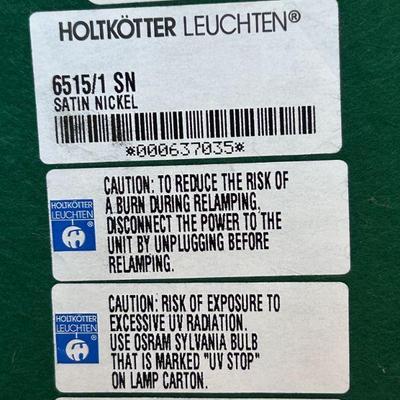 HOLTKÖTTER LEUCHTEN®
6515/1 SN
SATIN NICKEL
*000637035*
HOLTKÖTTER
LEUCHTEN
CAUTION: TO REDUCE THE RISK OF
A BURN DURING RELAMPING,
DISCONNECT THE POWER TO THE
UNIT BY UNPLUGGING BEFORE
RELAMPING.
HOLTKÖTTER
LEUCHTEN
CAUTION: RISK OF EXPOSURE TO
EXCESSIVE UV RADIATION.
USE OSRAM SYLVANIA BULB
THAT IS MARKED "UV STOP"
ON LAMP CARTON.